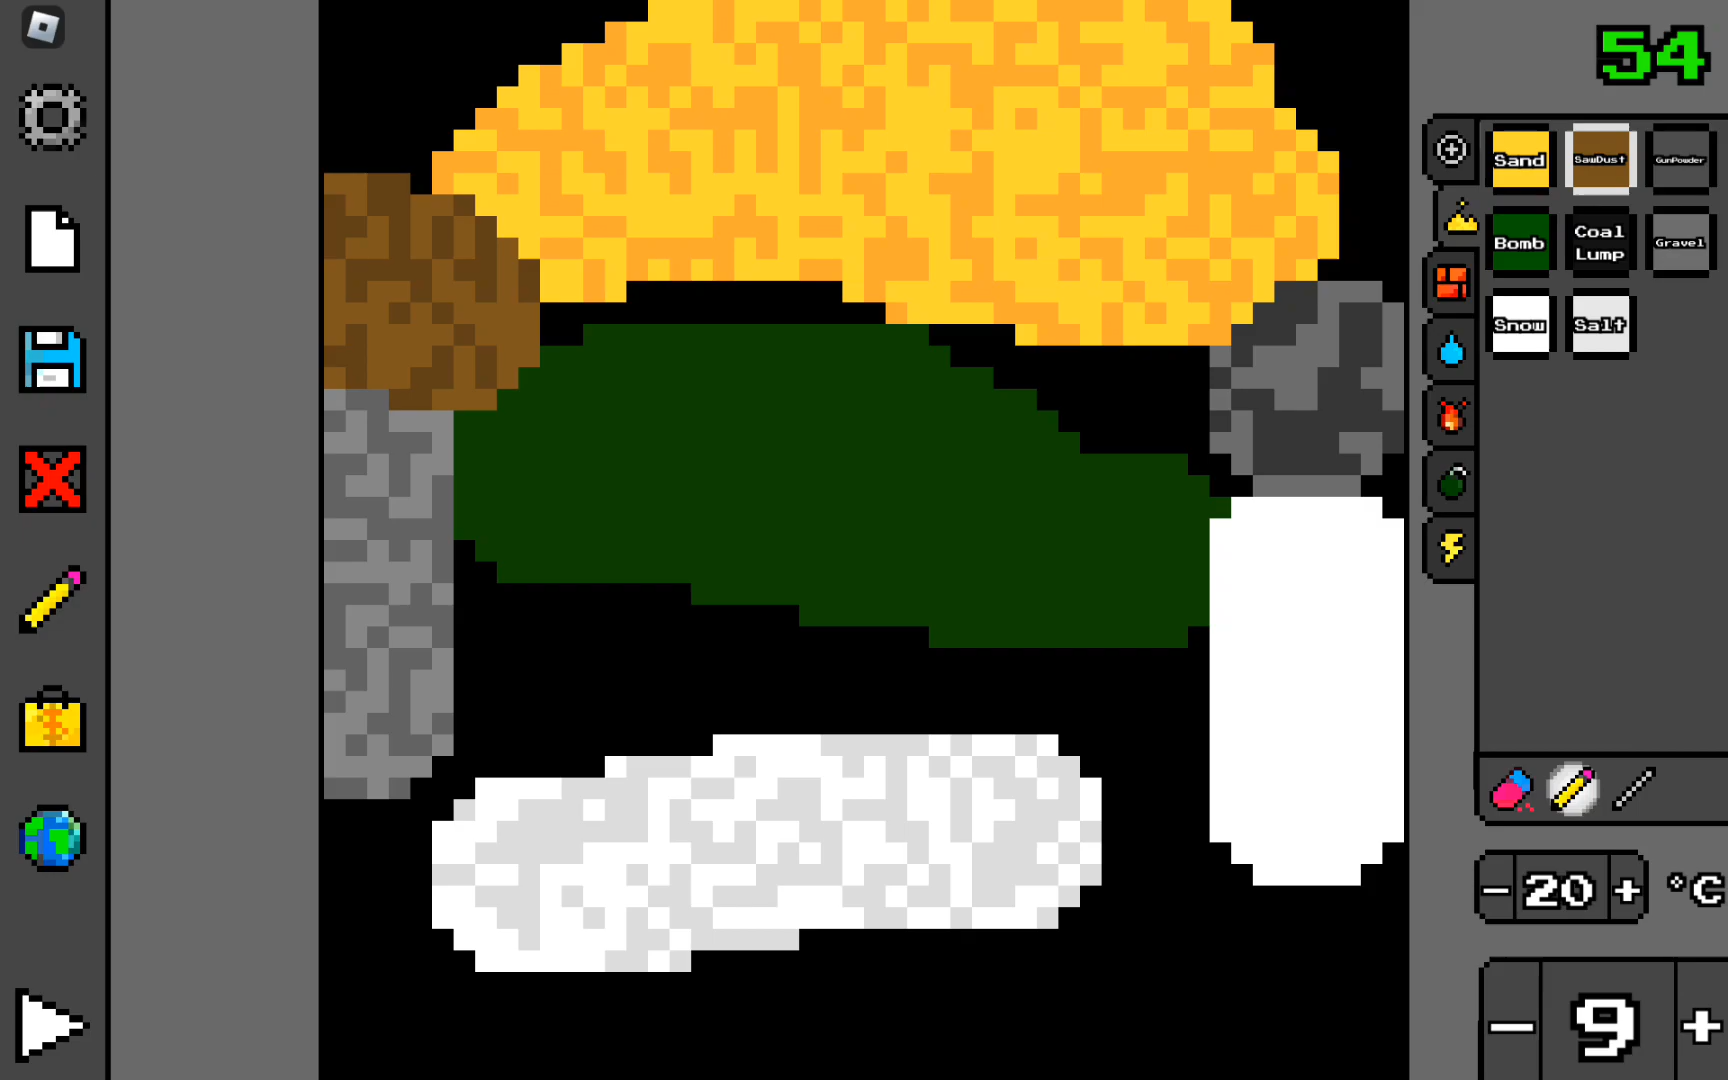 54
Sand SawDust GunPowder
Bomb Coal Lump Gravel
Snow Salt
- 20 + °C
- 9 +